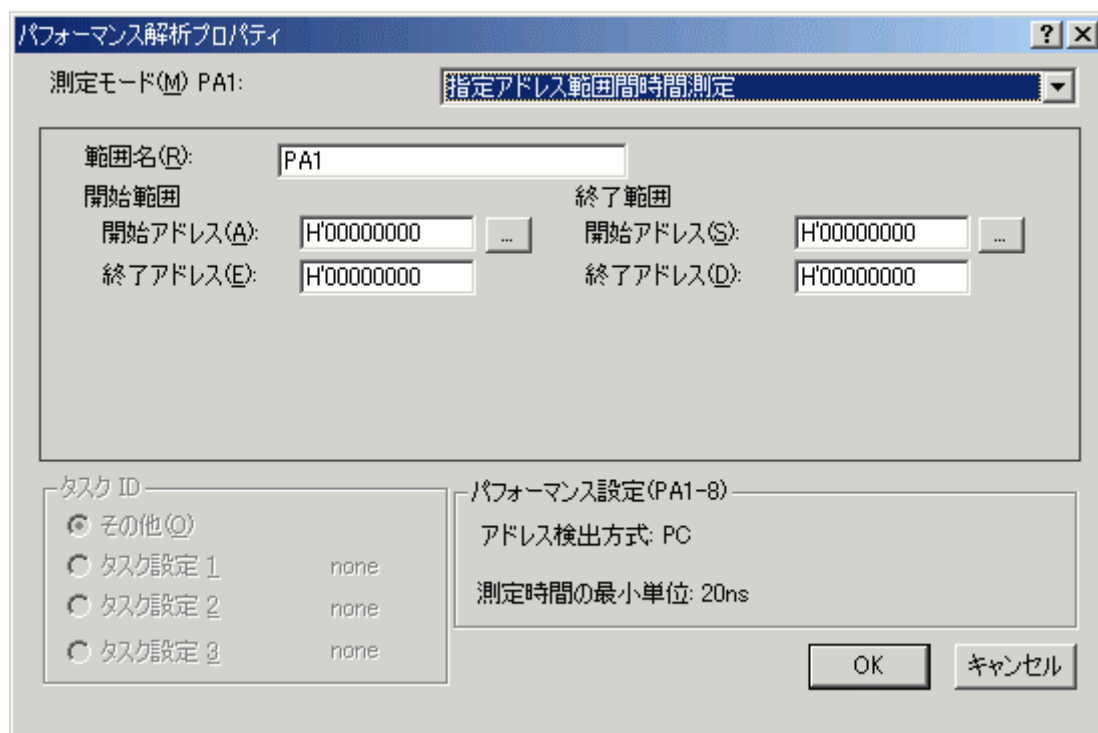 パフォーマンス解析プロパティ
測定モード(M) PA1: 指定アドレス範囲間時間測定
範囲名(R): PA1
開始範囲 終了範囲
開始アドレス(A): H'00000000 ... 開始アドレス(S): H'00000000 ...
終了アドレス(E): H'00000000 終了アドレス(D): H'00000000
タスク ID
その他(O)
タスク設定 1 none
タスク設定 2 none
タスク設定 3 none
パフォーマンス設定(PA1-8)
アドレス検出方式: PC
測定時間の最小単位: 20ns
OK キャンセル